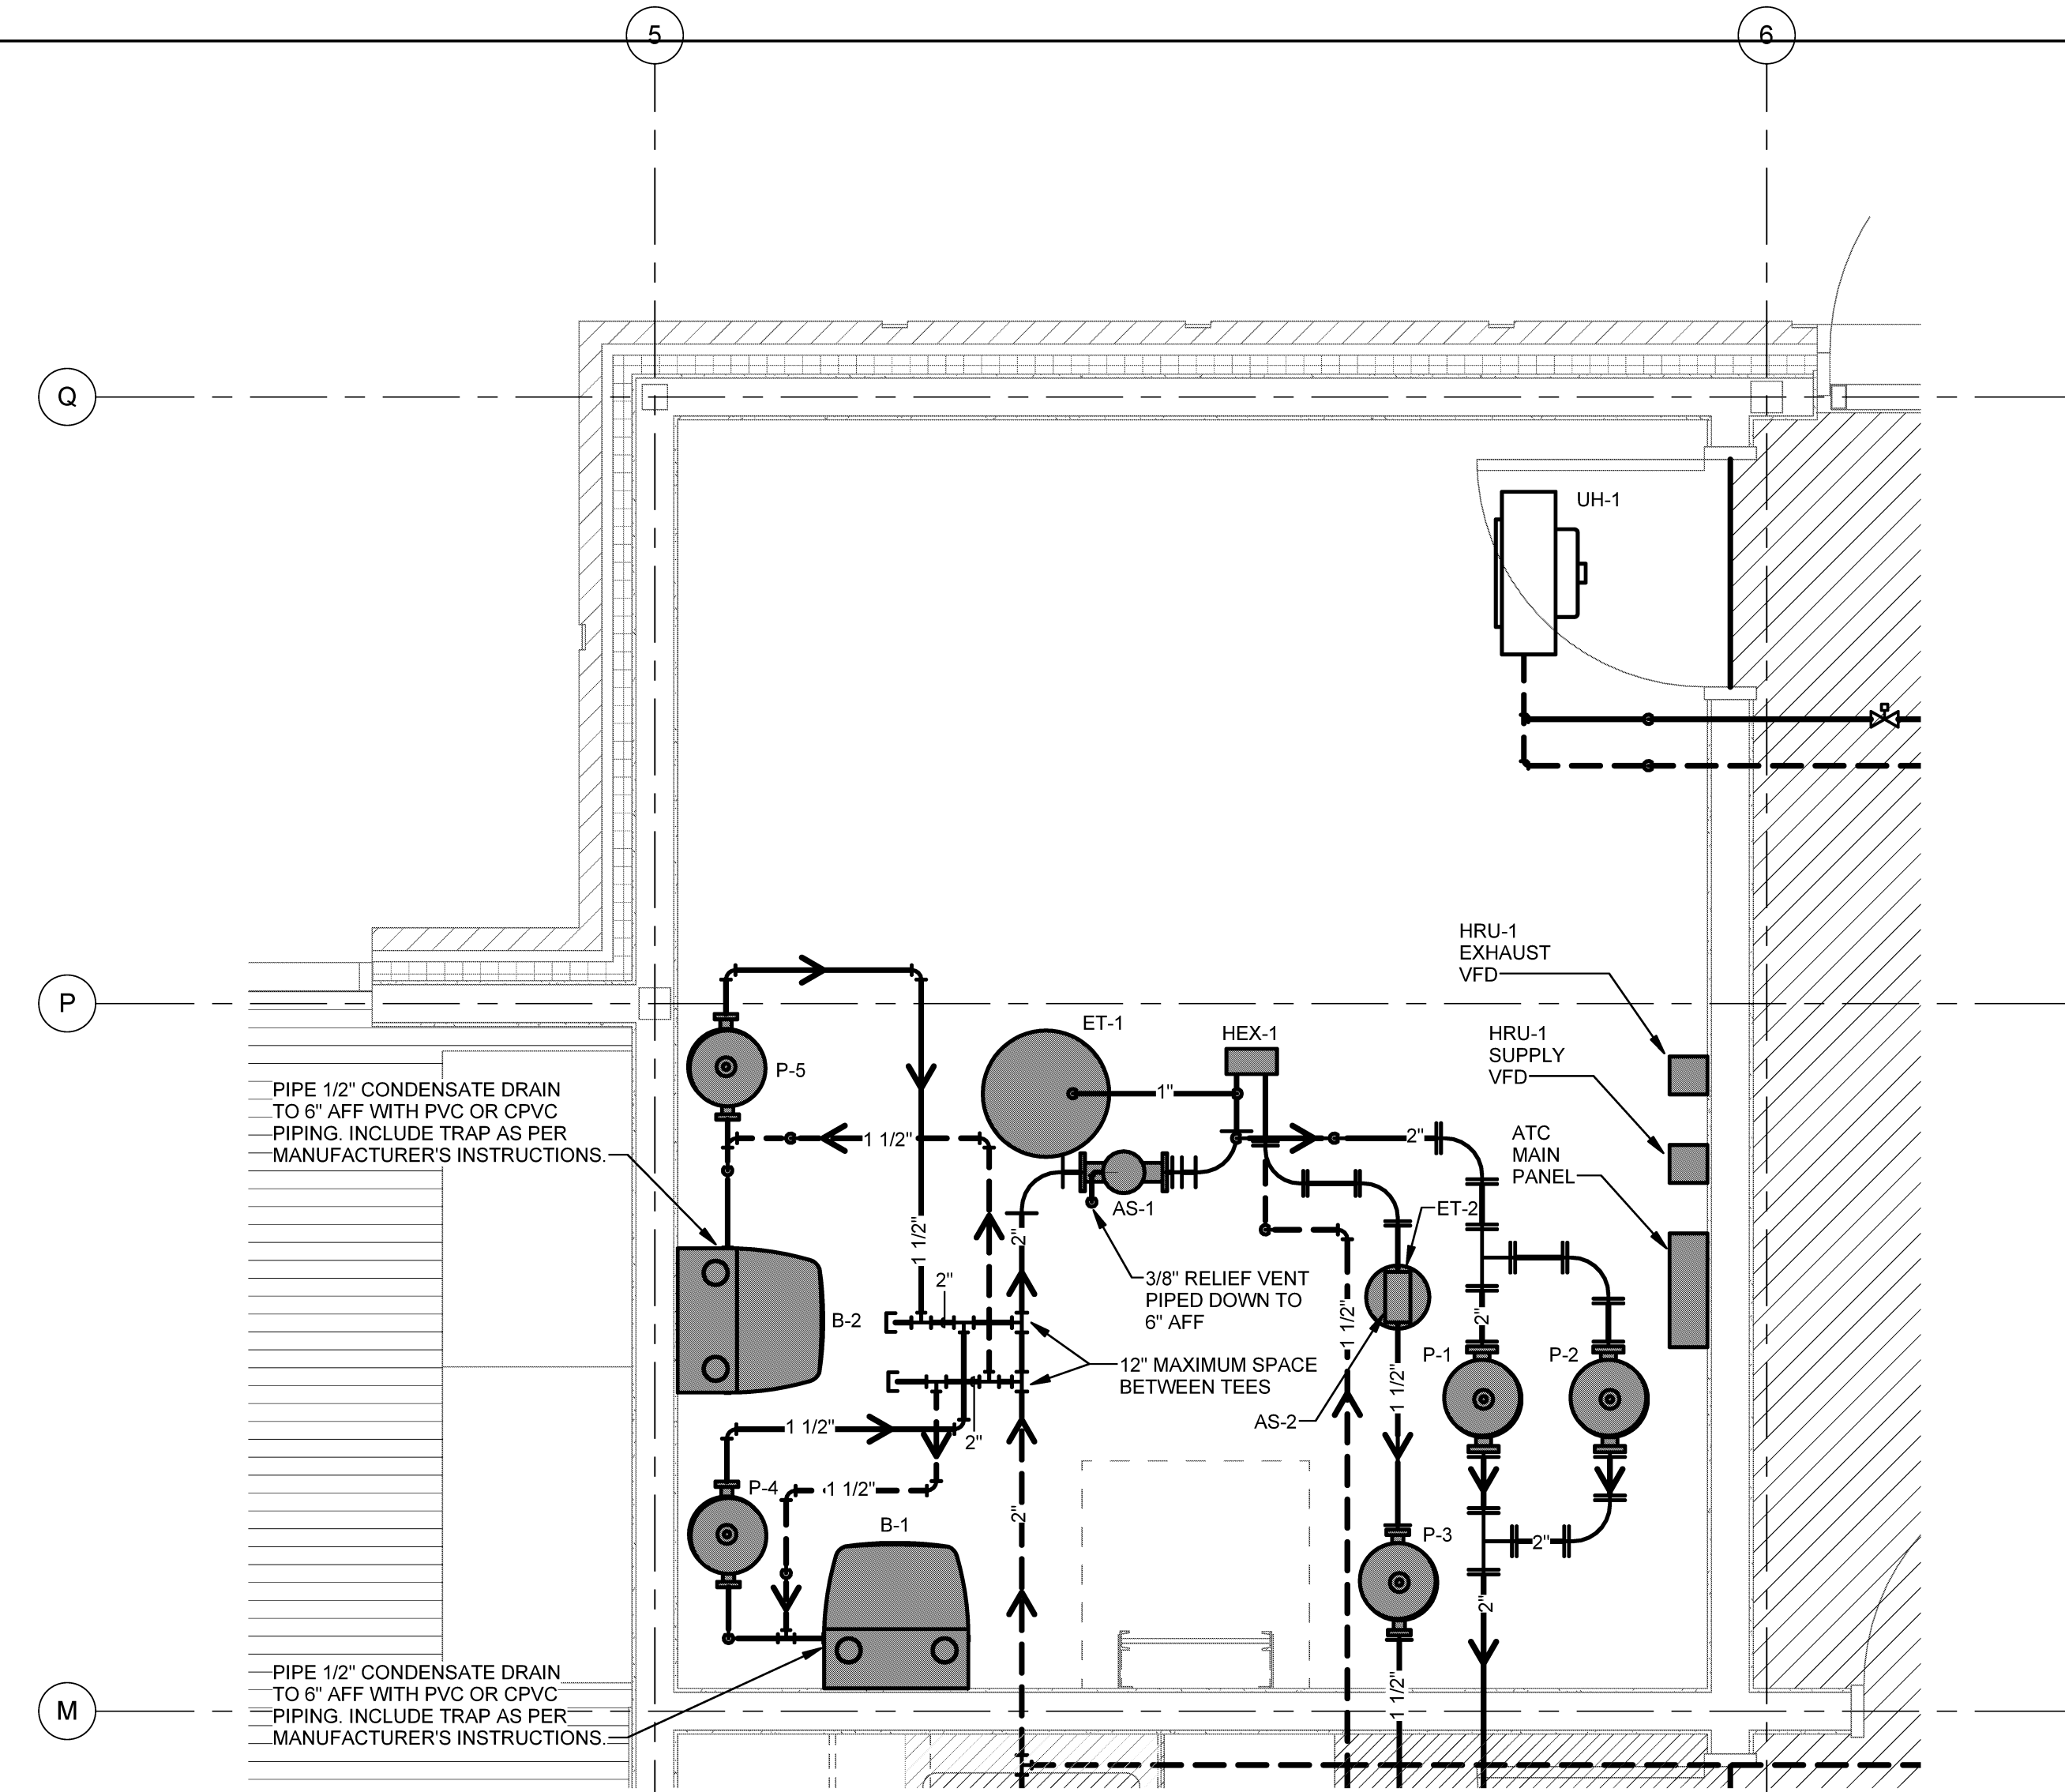 5
6
Q
UH-1
HRU-1
EXHAUST
VFD
P
ET-1
HEX-1
HRU-1
SUPPLY
VFD
P-5
1"
PIPE 1/2" CONDENSATE DRAIN
TO 6" AFF WITH PVC OR CPVC
PIPING. INCLUDE TRAP AS PER
MANUFACTURER'S INSTRUCTIONS.
1 1/2"
2"
ATC
MAIN
PANEL
AS-1
ET-2
1 1/2"
2"
2"
3/8" RELIEF VENT
PIPED DOWN TO
6" AFF
B-2
1 1/2"
2"
P-1
P-2
12" MAXIMUM SPACE
BETWEEN TEES
1 1/2"
AS-2
1 1/2"
2"
P-4
1 1/2"
B-1
2"
P-3
2"
2"
PIPE 1/2" CONDENSATE DRAIN
TO 6" AFF WITH PVC OR CPVC
PIPING. INCLUDE TRAP AS PER
MANUFACTURER'S INSTRUCTIONS.
1 1/2"
M